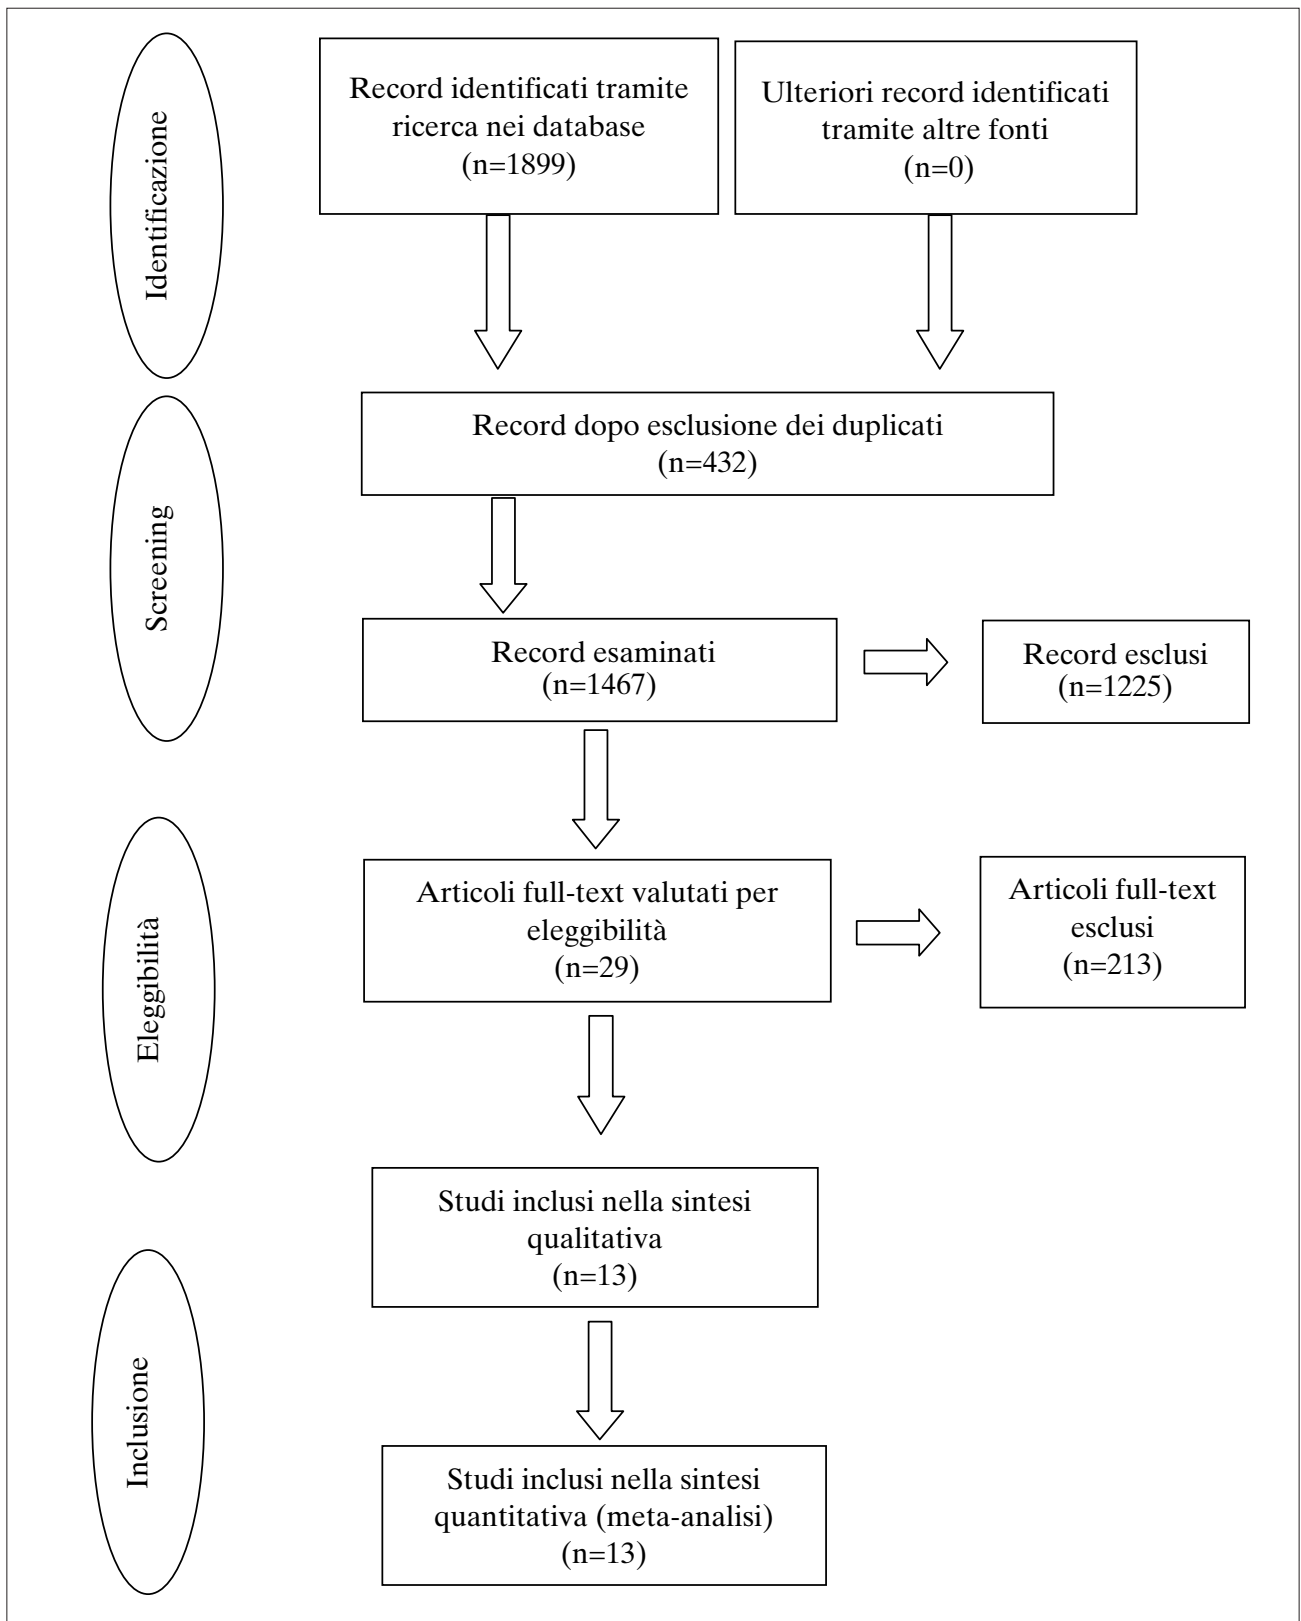 Identificazione
Record identificati tramite
ricerca nei database
(n=1899)
Ulteriori record identificati
tramite altre fonti
(n=0)
Screening
Record dopo esclusione dei duplicati
(n=432)
Record esaminati
(n=1467)
Record esclusi
(n=1225)
Eleggibilità
Articoli full-text valutati per
eleggibilità
(n=29)
Articoli full-text
esclusi
(n=213)
Inclusione
Studi inclusi nella sintesi
qualitativa
(n=13)
Studi inclusi nella sintesi
quantitativa (meta-analisi)
(n=13)